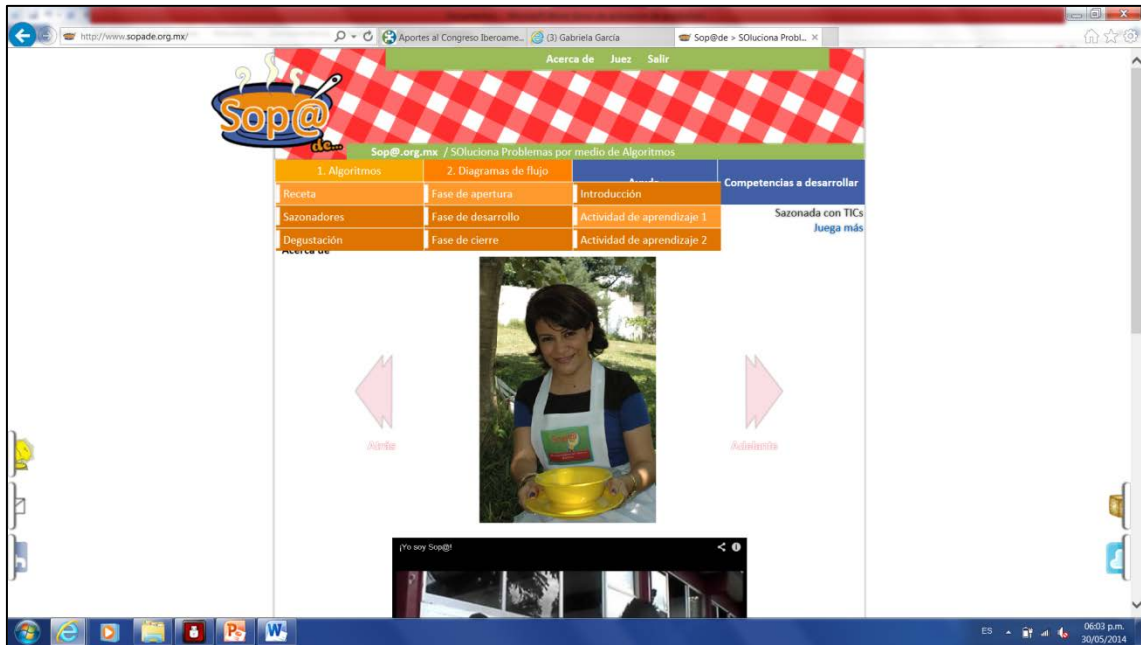 http://www.sopade.org.mx/
Aportes al Congreso Iberoame...
(3) Gabriela García
Sop@de > SOluciona Probl...
Acerca de Juez Salir
Sop@
de...
Sop@.org.mx / SOluciona Problemas por medio de Algoritmos
1. Algoritmos 2. Diagramas de flujo Ayuda Competencias a desarrollar
Receta Fase de apertura Introducción
Sazonadores Fase de desarrollo Actividad de aprendizaje 1
Degustación Fase de cierre Actividad de aprendizaje 2
Sazonada con TICs
Juega más
Acerca de
Atrás
Adelante
¡Yo soy Sop@!
ES
06:03 p.m.
30/05/2014